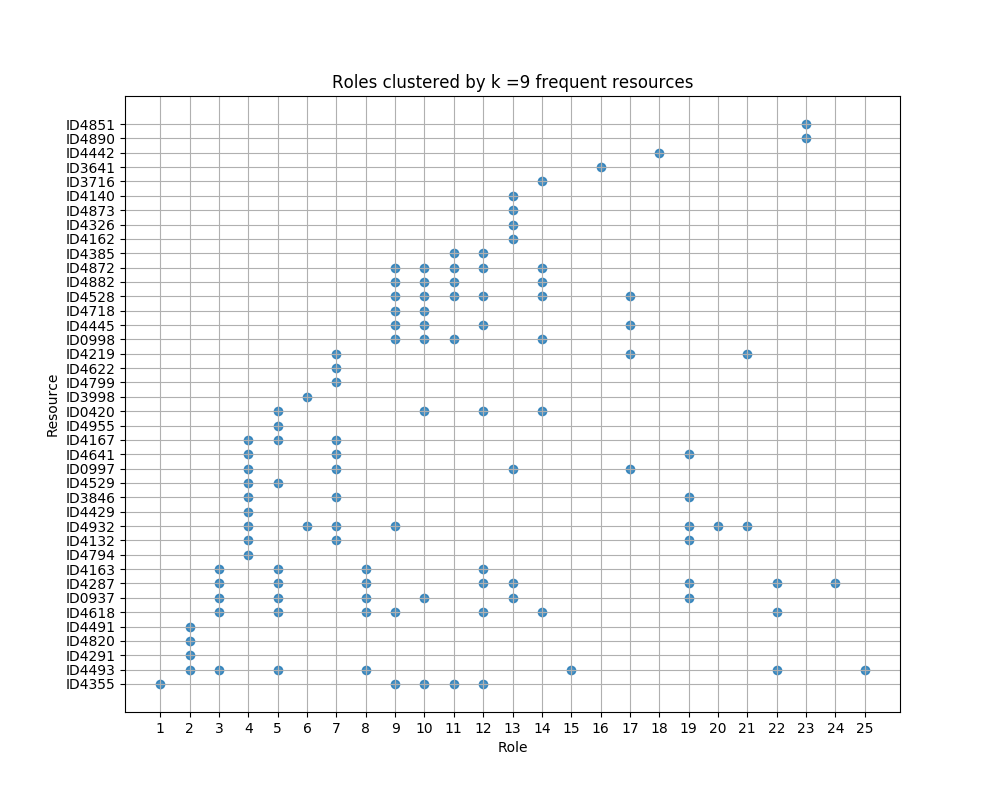 Roles clustered by k =9 frequent resources
ID4851
ID4890
ID4442
ID3641
ID3716
ID4140
ID4873
ID4326
ID4162
ID4385
ID4872
ID4882
ID4528
ID4718
ID4445
ID0998
ID4219
ID4622
ID4799
ID3998
ID0420
ID4955
ID4167
ID4641
ID0997
ID4529
ID3846
ID4429
ID4932
ID4132
ID4794
ID4163
ID4287
ID0937
ID4618
ID4491
ID4820
ID4291
ID4493
ID4355
Resource
1 2 3 4 5 6 7 8 9 10 11 12 13 14 15 16 17 18 19 20 21 22 23 24 25
Role